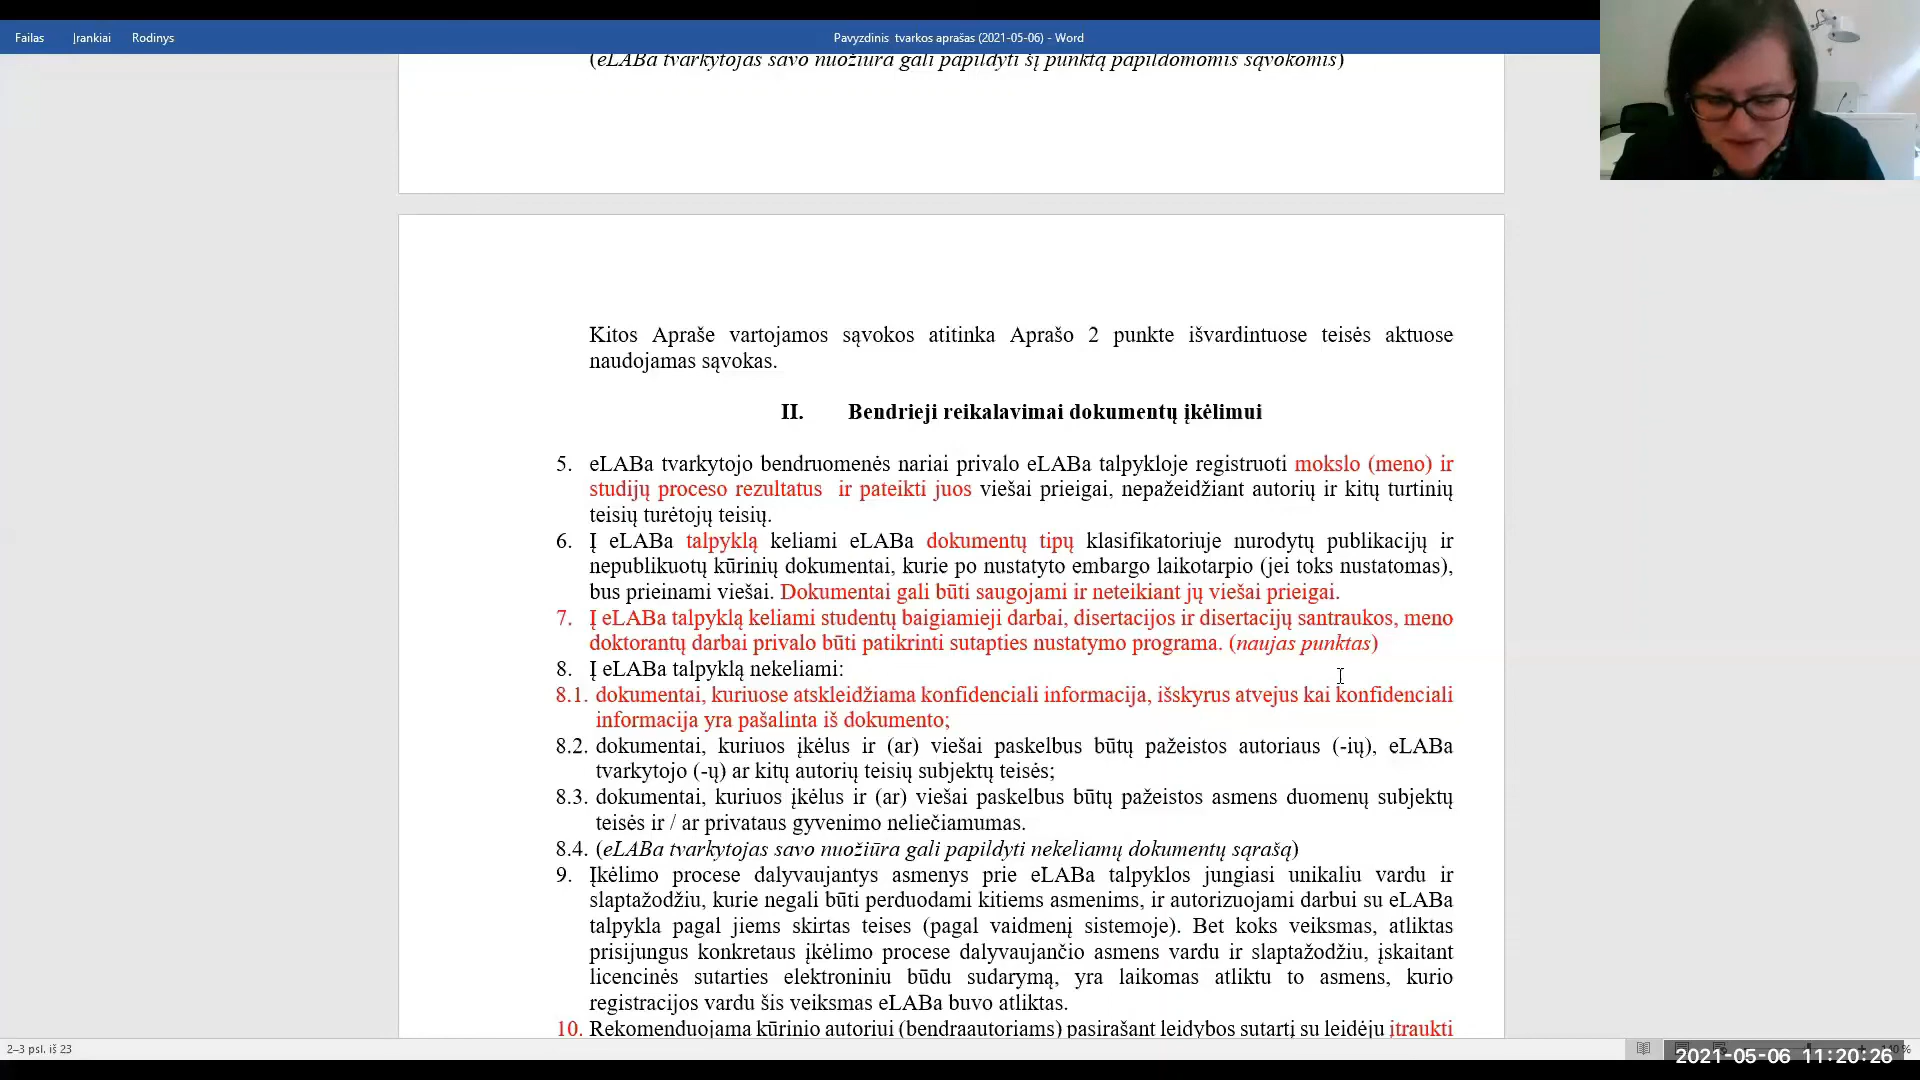 Failas Įrankiai Rodinys
Pavyzdinis tvarkos aprašas (2021-05-06) - Word
(eLABa tvarkytojas savo nuožiūra gali papildyti šį punktą papildomomis sąvokomis)
Kitos Apraše vartojamos sąvokos atitinka Aprašo 2 punkte išvardintuose teisės aktuose
naudojamas sąvokas.
II. Bendrieji reikalavimai dokumentų įkėlimui
5. eLABa tvarkytojo bendruomenės nariai privalo eLABa talpykloje registruoti mokslo (meno) ir
studijų proceso rezultatus ir pateikti juos viešai prieigai, nepažeidžiant autorių ir kitų turtinių
teisių turėtojų teisių.
6. Į eLABa talpyklą keliami eLABa dokumentų tipų klasifikatoriuje nurodytų publikacijų ir
nepublikuotų kūrinių dokumentai, kurie po nustatyto embargo laikotarpio (jei toks nustatomas),
bus prieinami viešai. Dokumentai gali būti saugojami ir neteikiant jų viešai prieigai.
7. Į eLABa talpyklą keliami studentų baigiamieji darbai, disertacijos ir disertacijų santraukos, meno
doktorantų darbai privalo būti patikrinti sutapties nustatymo programa. (naujas punktas)
8. Į eLABa talpyklą nekeliami:
8.1. dokumentai, kuriuose atskleidžiama konfidenciali informacija, išskyrus atvejus kai konfidenciali
informacija yra pašalinta iš dokumento;
8.2. dokumentai, kuriuos įkėlus ir (ar) viešai paskelbus būtų pažeistos autoriaus (-ių), eLABa
tvarkytojo (-ų) ar kitų autorių teisių subjektų teisės;
8.3. dokumentai, kuriuos įkėlus ir (ar) viešai paskelbus būtų pažeistos asmens duomenų subjektų
teisės ir / ar privataus gyvenimo neliečiamumas.
8.4. (eLABa tvarkytojas savo nuožiūra gali papildyti nekeliamų dokumentų sąrašą)
9. Įkėlimo procese dalyvaujantys asmenys prie eLABa talpyklos jungiasi unikaliu vardu ir
slaptažodžiu, kurie negali būti perduodami kitiems asmenims, ir autorizuojami darbui su eLABa
talpykla pagal jiems skirtas teises (pagal vaidmenį sistemoje). Bet koks veiksmas, atliktas
prisijungus konkretaus įkėlimo procese dalyvaujančio asmens vardu ir slaptažodžiu, įskaitant
licencinės sutarties elektroniniu būdu sudarymą, yra laikomas atliktu to asmens, kurio
registracijos vardu šis veiksmas eLABa buvo atliktas.
10. Rekomenduojama kūrinio autoriui (bendraautoriams) pasirašant leidybos sutartį su leidėju įtraukti
2–3 psl. iš 23
2021-05-06 11:20:26